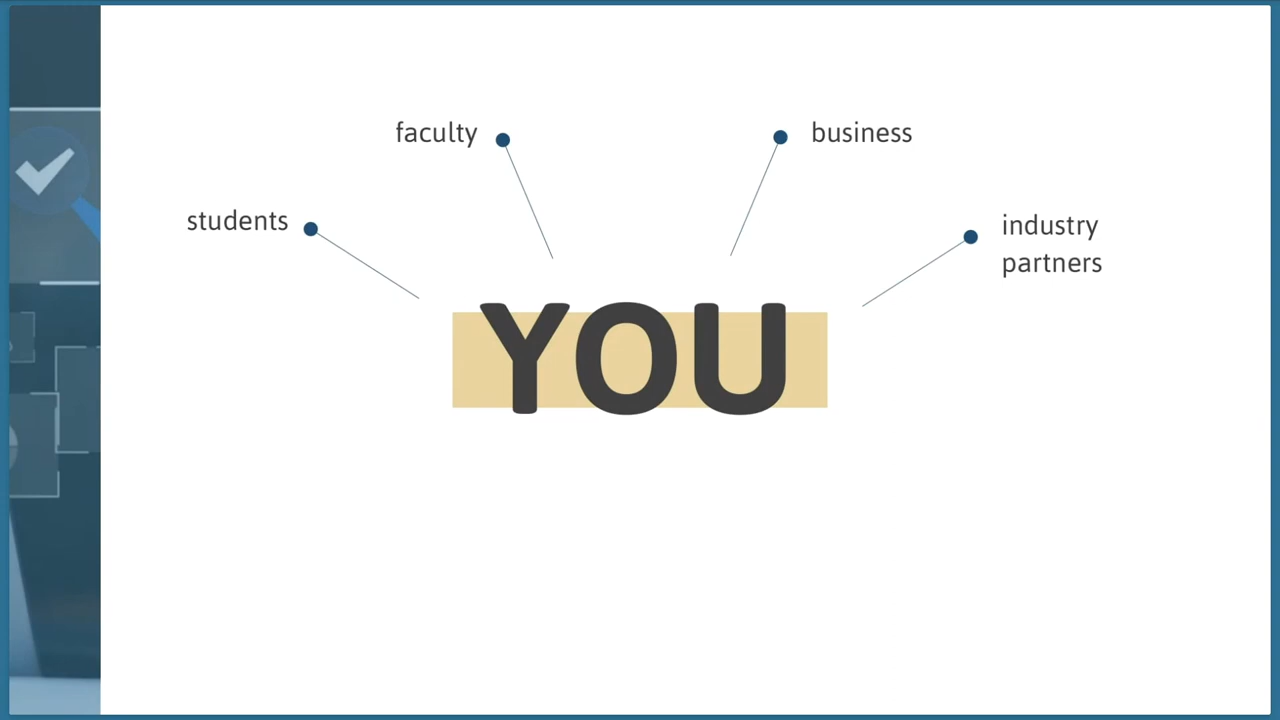 faculty
business
students
industry
partners
YOU